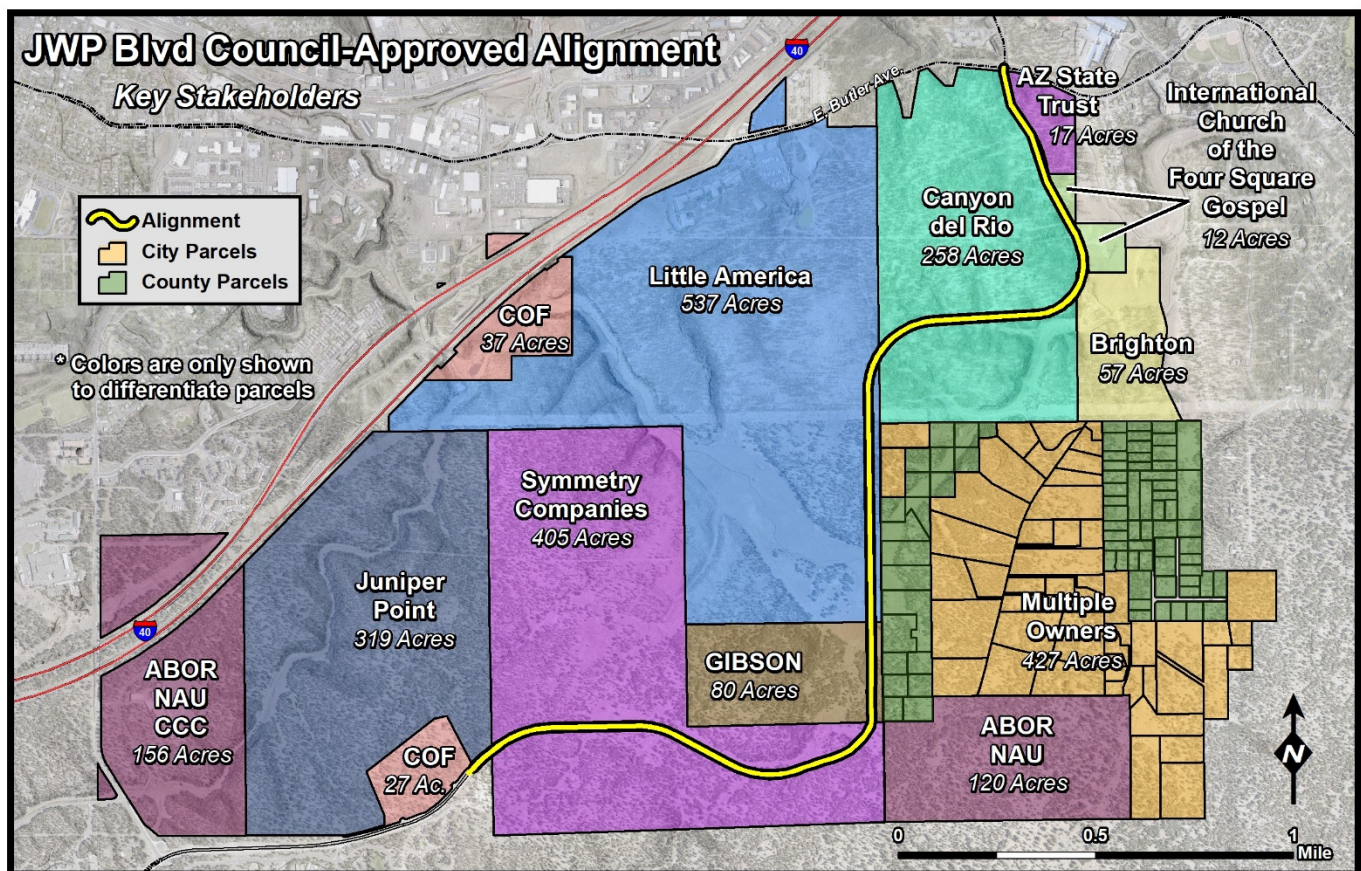 JWP Blvd Council-Approved Alignment
Key Stakeholders
40
E. Butler Ave.
AZ State
Trust
17 Acres
International
Church
of the
Four Square
Gospel
12 Acres
Alignment
City Parcels
County Parcels
* Colors are only shown
to differentiate parcels
Canyon
del Rio
258 Acres
Little America
537 Acres
COF
37 Acres
Brighton
57 Acres
Symmetry
Companies
405 Acres
Juniper
Point
319 Acres
Multiple
Owners
427 Acres
40
ABOR
NAU
CCC
156 Acres
GIBSON
80 Acres
COF
27 Ac.
ABOR
NAU
120 Acres
N
0 0.5 1
Mile